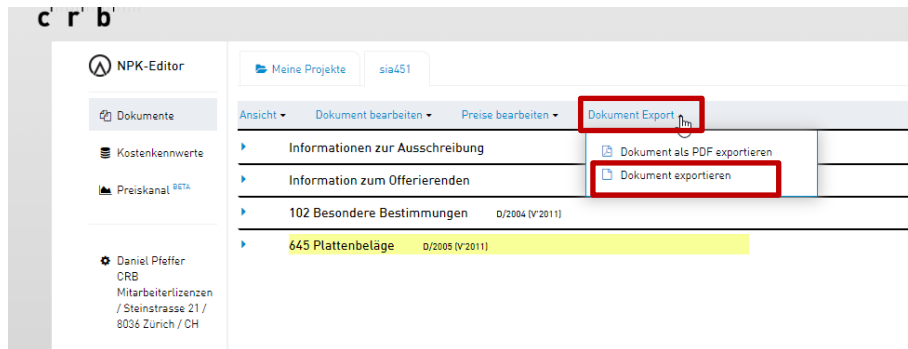 c r b
NPK-Editor
Meine Projekte sia451
Dokumente
Ansicht Dokument bearbeiten Preise bearbeiten Dokument Export
Informationen zur Ausschreibung
Dokument als PDF exportieren
Kostenkennwerte
Dokument exportieren
Information zum Offerierenden
Preiskanal BETA
102 Besondere Bestimmungen D/2004 (V'2011)
645 Plattenbeläge D/2005 (V'2011)
Daniel Pfeffer
CRB
Mitarbeiterlizenzen
/ Steinstrasse 21 /
8036 Zürich / CH